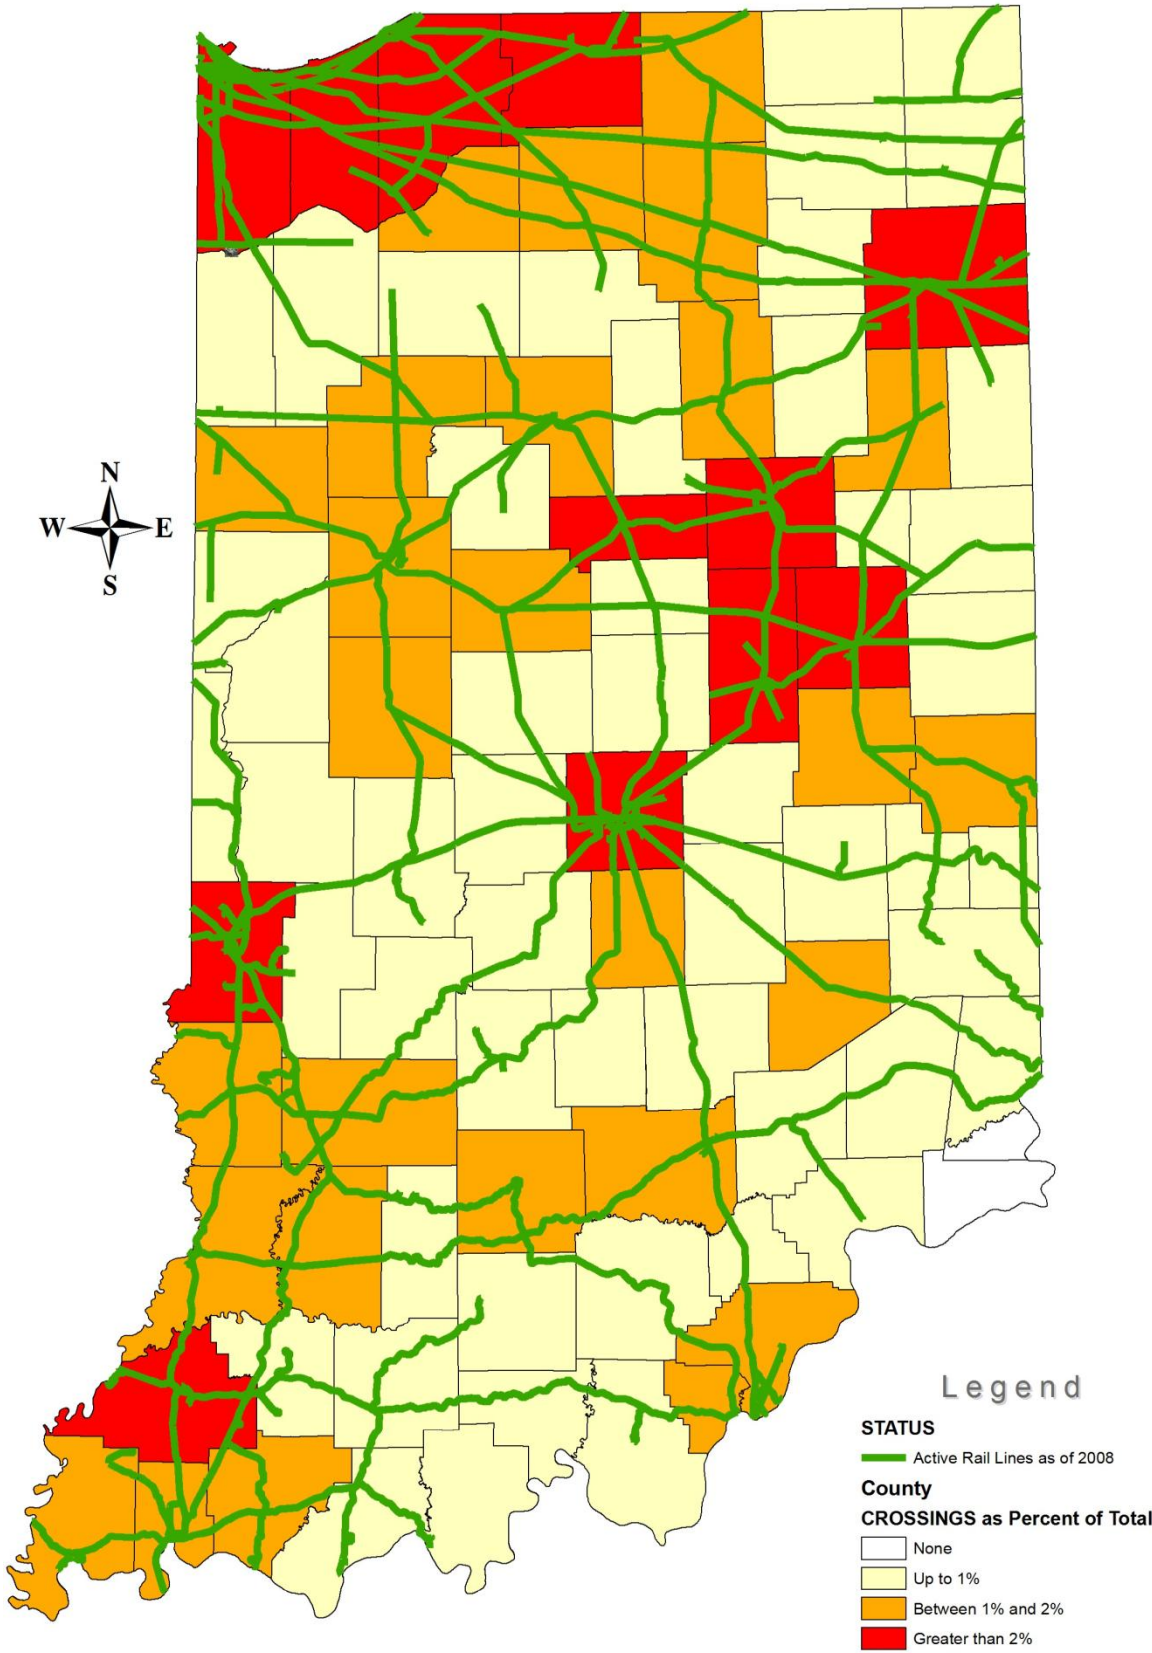 N
W E
S
Legend
STATUS
Active Rail Lines as of 2008
County
CROSSINGS as Percent of Total
None
Up to 1%
Between 1% and 2%
Greater than 2%